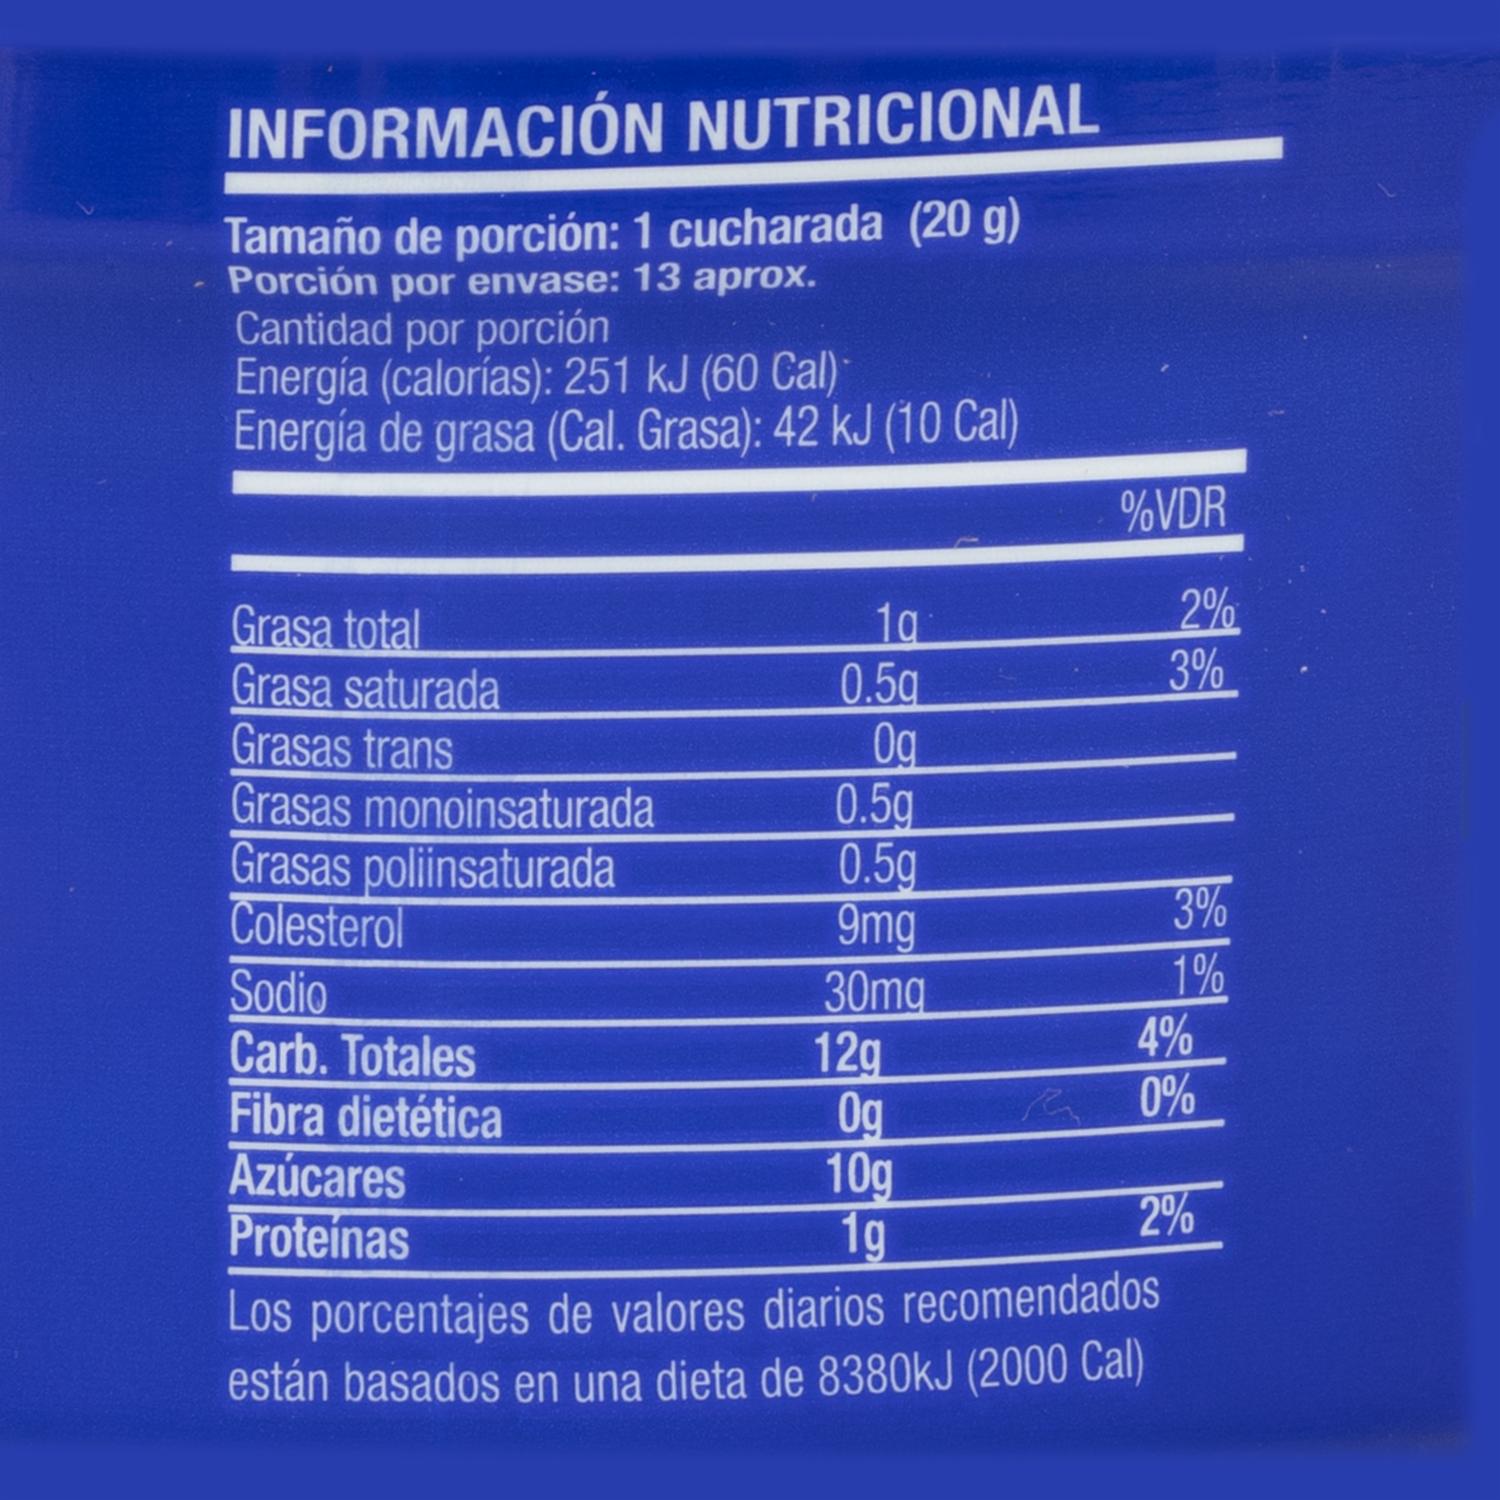 INFORMACIÓN NUTRICIONAL
Tamaño de porción: 1 cucharada (20 g)
Porción por envase: 13 aprox.
Cantidad por porción
Energía (calorías): 251 kJ (60 Cal)
Energía de grasa (Cal. Grasa): 42 kJ (10 Cal)
%VDR
Grasa total 1g 2%
Grasa saturada 0.5g 3%
Grasas trans 0g
Grasas monoinsaturada 0.5g
Grasas poliinsaturada 0.5g
Colesterol 9mg 3%
Sodio 30mg 1%
Carb. Totales 12g 4%
Fibra dietética 0g 0%
Azúcares 10g
Proteínas 1g 2%
Los porcentajes de valores diarios recomendados
están basados en una dieta de 8380kJ (2000 Cal)